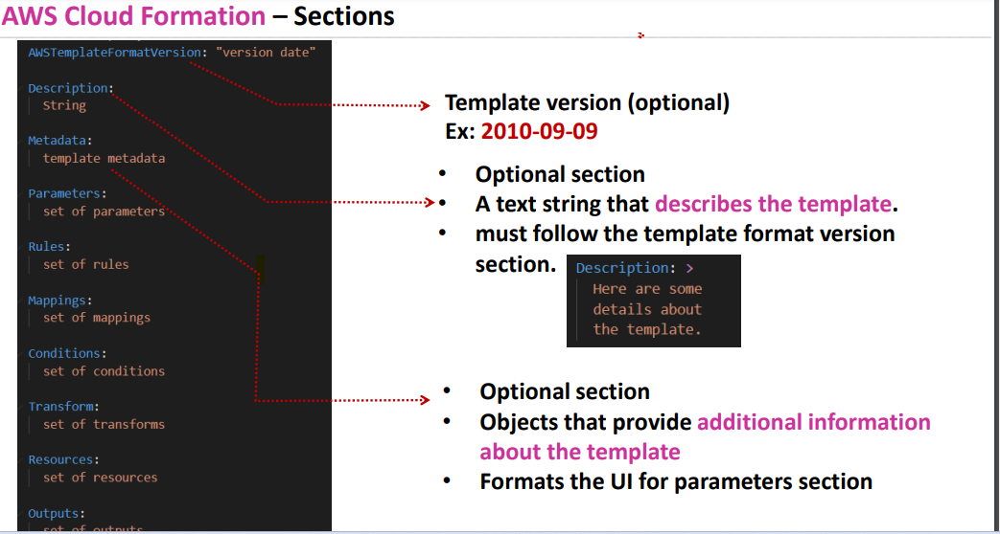 AWS Cloud Formation – Sections
AWSTemplateFormatVersion: "version date"
Description:
String
Metadata:
template metadata
Parameters:
set of parameters
Rules:
set of rules
Mappings:
set of mappings
Conditions:
set of conditions
Transform:
set of transforms
Resources:
set of resources
Outputs:
set of outputs
Template version (optional)
Ex: 2010-09-09
• Optional section
• A text string that describes the template.
• must follow the template format version
section.
Description: >
Here are some
details about
the template.
• Optional section
• Objects that provide additional information
about the template
• Formats the UI for parameters section